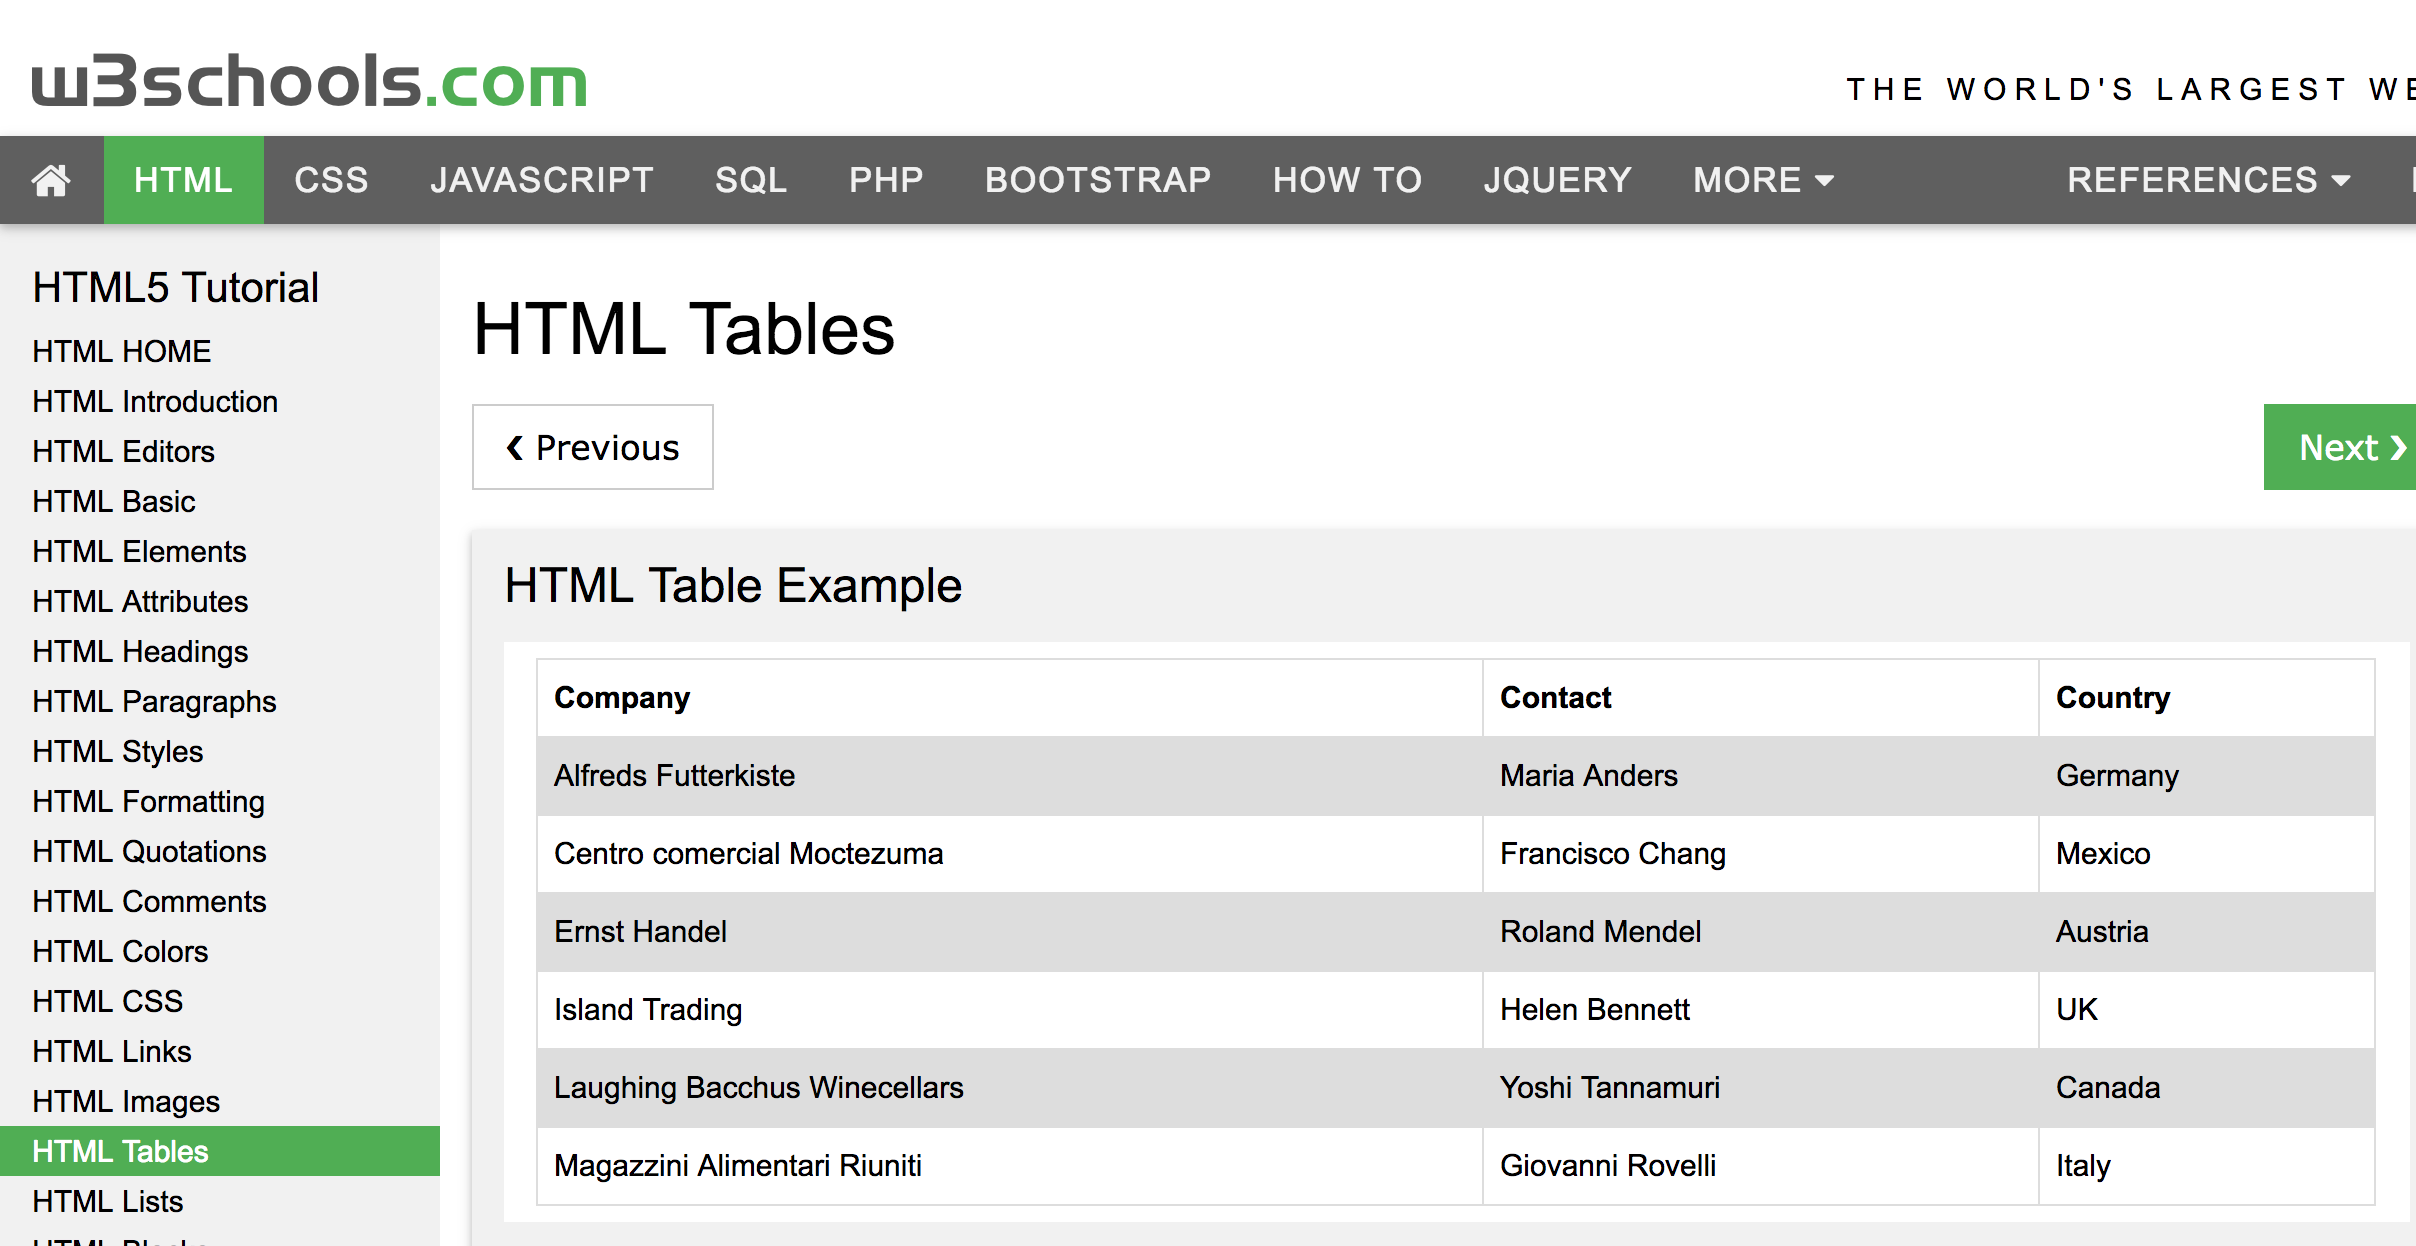 w3schools.com
THE WORLD'S LARGEST
HTML CSS JAVASCRIPT SQL PHP BOOTSTRAP HOW TO JQUERY MORE REFERENCES
HTML5 Tutorial
HTML HOME
HTML Introduction
HTML Editors
HTML Basic
HTML Elements
HTML Attributes
HTML Headings
HTML Paragraphs
HTML Styles
HTML Formatting
HTML Quotations
HTML Comments
HTML Colors
HTML CSS
HTML Links
HTML Images
HTML Tables
HTML Lists
HTML
HTML Tables
❮ Previous
Next ❯
HTML Table Example
Company Contact Country
Alfreds Futterkiste Maria Anders Germany
Centro comercial Moctezuma Francisco Chang Mexico
Ernst Handel Roland Mendel Austria
Island Trading Helen Bennett UK
Laughing Bacchus Winecellars Yoshi Tannamuri Canada
Magazzini Alimentari Riuniti Giovanni Rovelli Italy